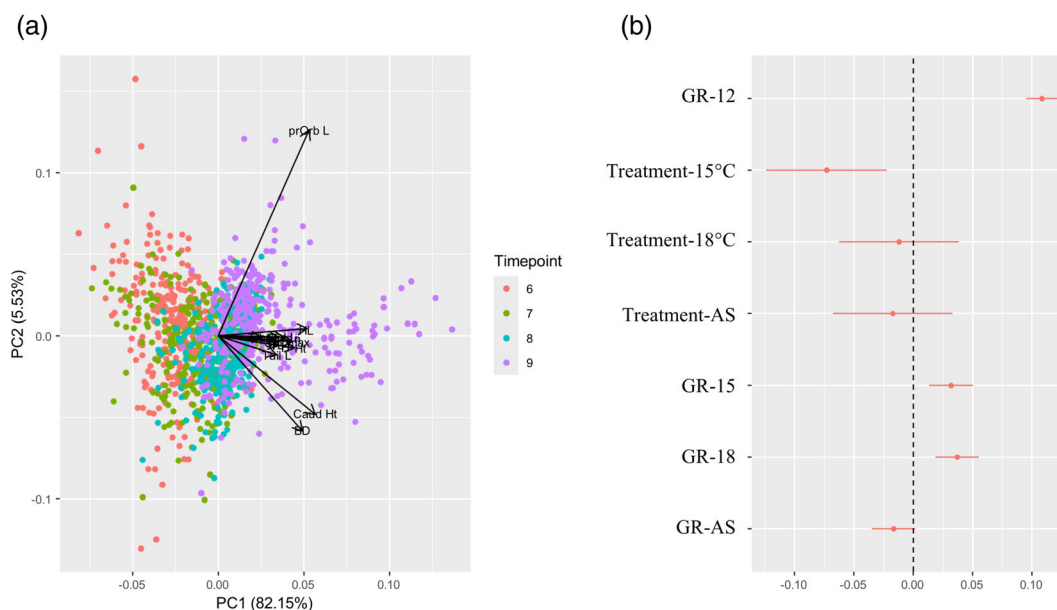 (a)
0.1
0.0
-0.1
PC2 (5.53%)
-0.05
0.00
0.05
0.10
PC1 (82.15%)
prOrb L
Caud Ht
BD
Timepoint
6
7
8
9
(b)
GR-12
Treatment-15°C
Treatment-18°C
Treatment-AS
GR-15
GR-18
GR-AS
-0.10
-0.05
0.00
0.05
0.10